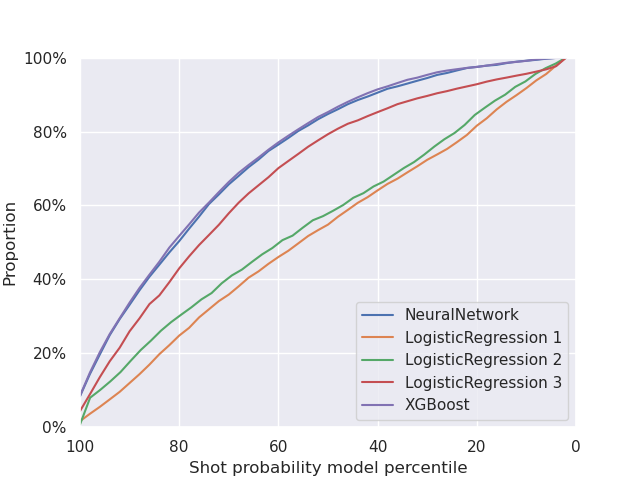 100%
80%
60%
40%
20%
0%
Proportion
100
80
60
40
20
0
Shot probability model percentile
NeuralNetwork
LogisticRegression 1
LogisticRegression 2
LogisticRegression 3
XGBoost